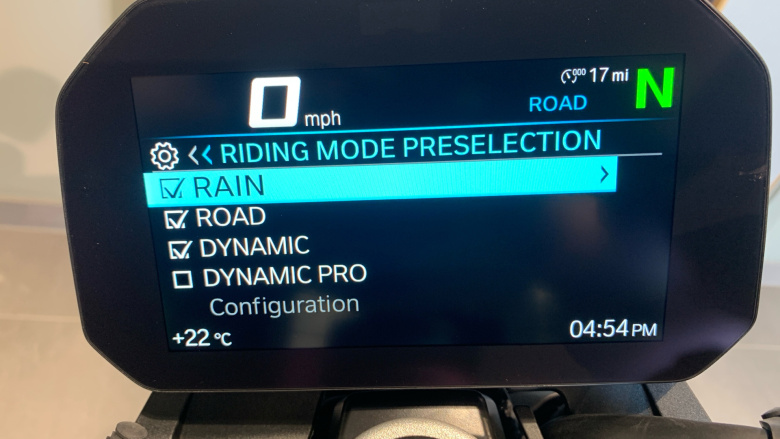 0 mph
000 17 mi
ROAD
N
RIDING MODE PRESELECTION
RAIN
ROAD
DYNAMIC
DYNAMIC PRO
Configuration
+22 °C
04:54 PM